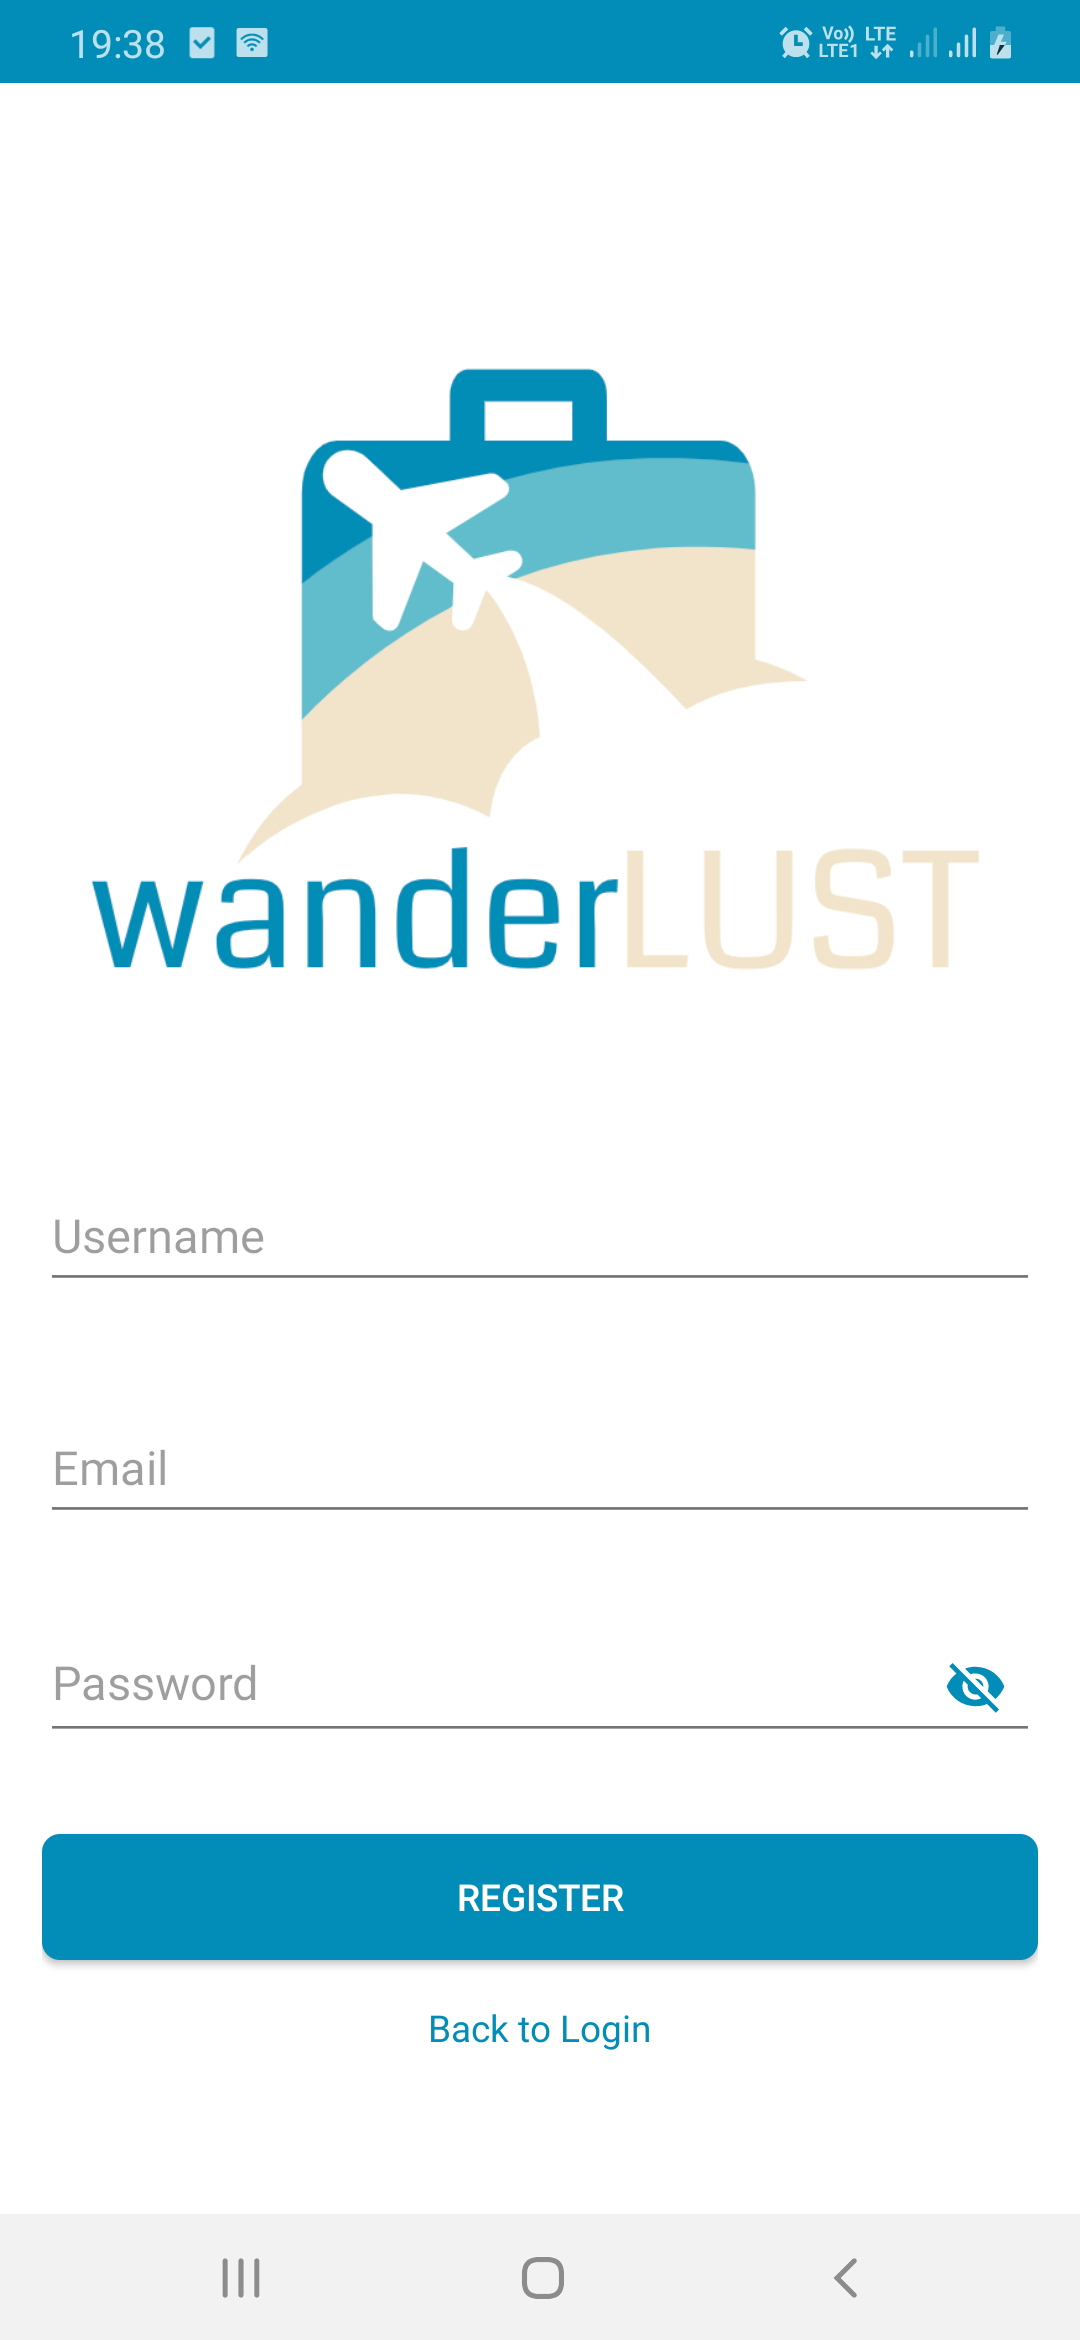 19:38 Vo)) LTE
LTE1
wanderLUST
Username
Email
Password
REGISTER
Back to Login